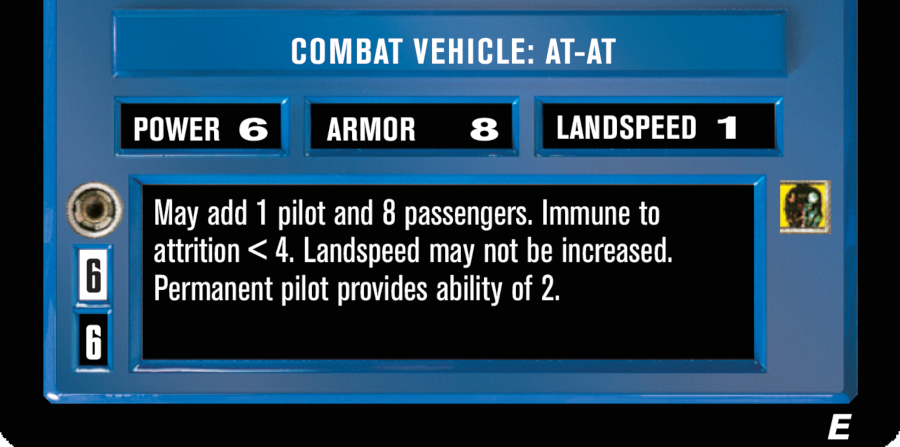 COMBAT VEHICLE: AT-AT
POWER 6 ARMOR 8 LANDSPEED 1
May add 1 pilot and 8 passengers. Immune to
attrition < 4. Landspeed may not be increased.
Permanent pilot provides ability of 2.
6
6
E